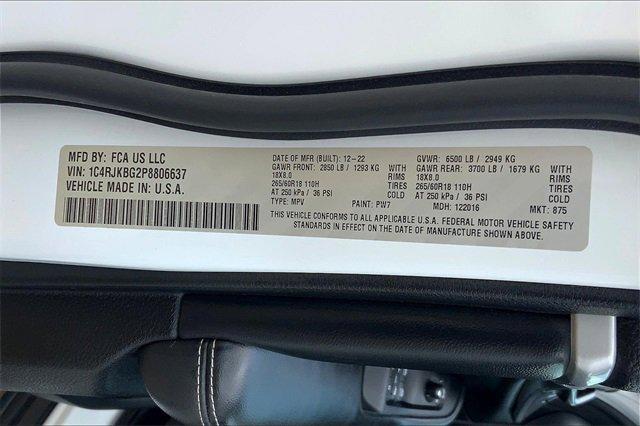 MFD BY: FCA US LLC
VIN: 1C4RJKBG2P8806637
VEHICLE MADE IN: U.S.A.
DATE OF MFR (BUILT): 12-22 GVWR: 6500 LB / 2949 KG
GAWR FRONT: 2850 LB / 1293 KG WITH GAWR REAR: 3700 LB / 1679 KG WITH
18X8.0 RIMS 18X8.0 RIMS
265/60R18 110H TIRES 265/60R18 110H TIRES
AT 250 kPa / 36 PSI COLD AT 250 kPa / 36 PSI COLD
TYPE: MPV PAINT: PW7 MDH: 122016 MKT: 875
THIS VEHICLE CONFORMS TO ALL APPLICABLE U.S.A. FEDERAL MOTOR VEHICLE SAFETY
STANDARDS IN EFFECT ON THE DATE OF MANUFACTURE SHOWN ABOVE.